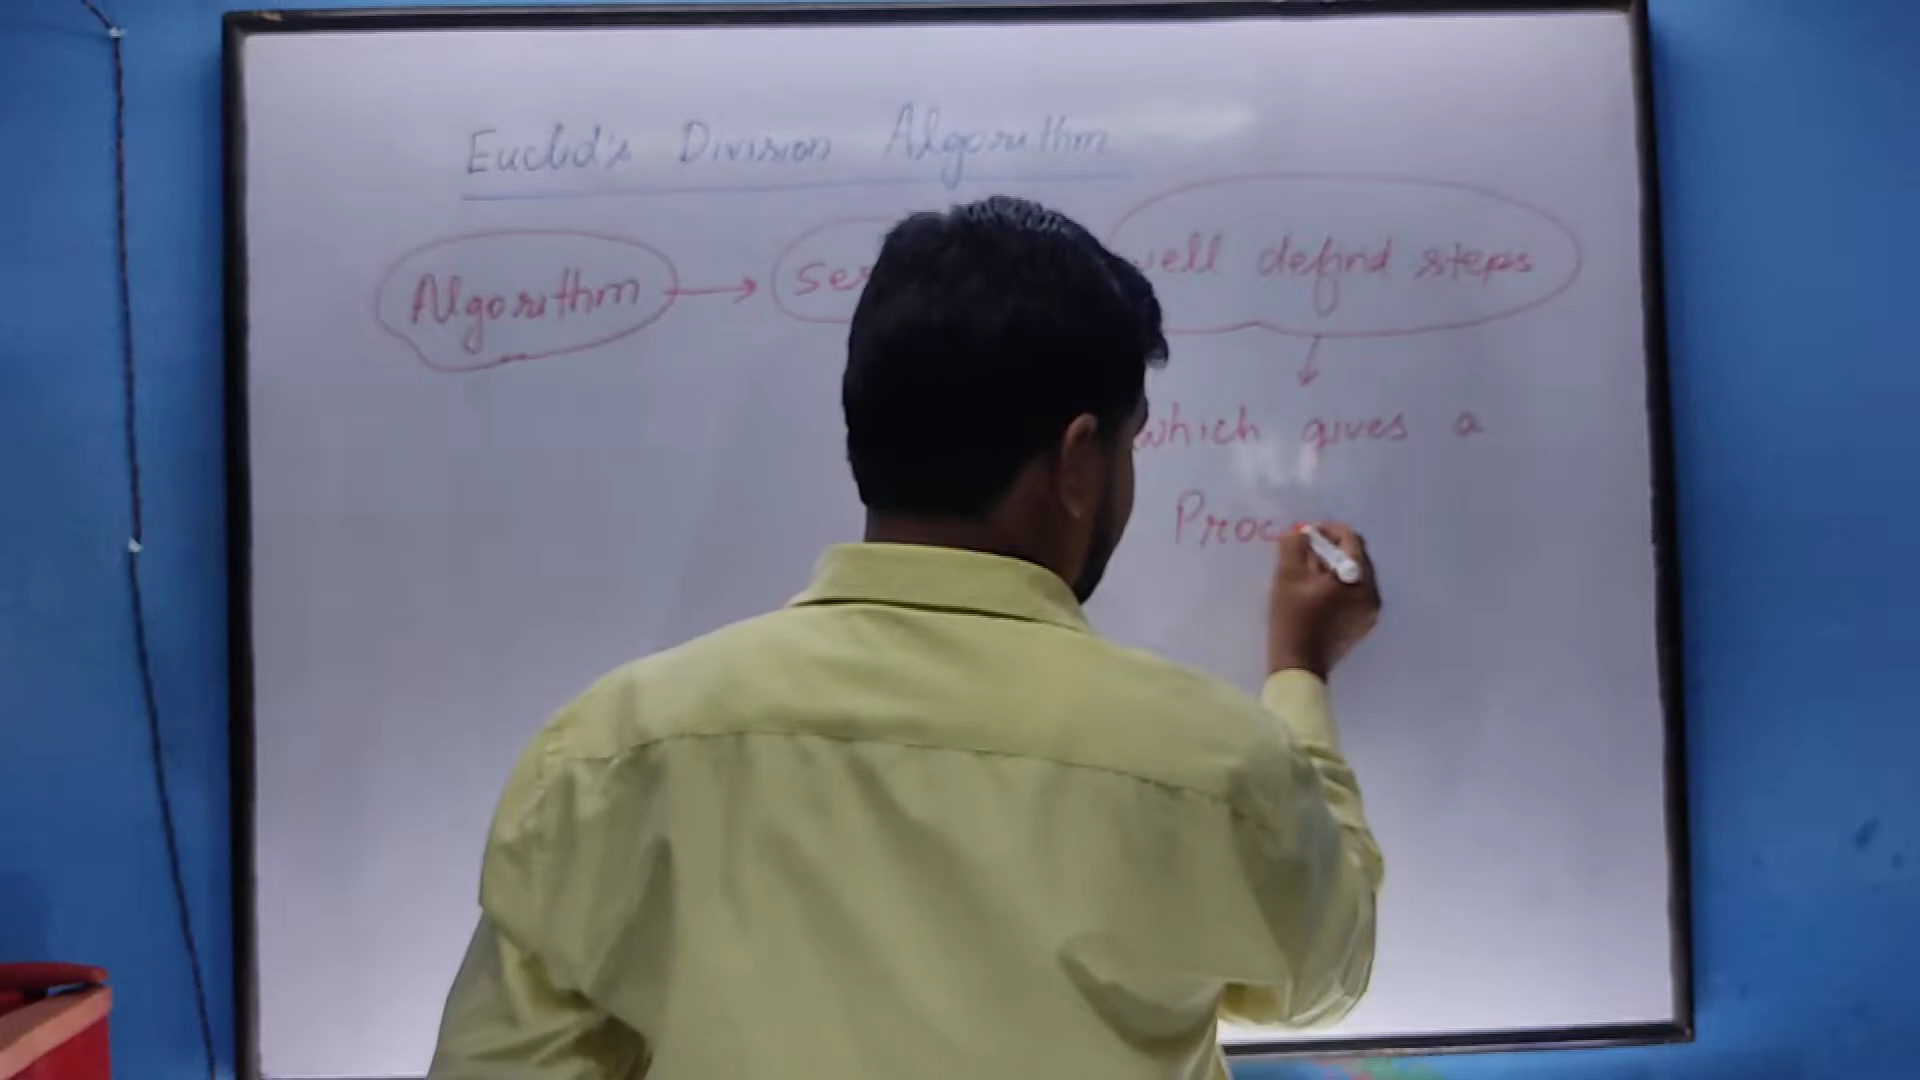 Euclid's Division Algorithm
Algorithm → well defind steps
↓
which gives a